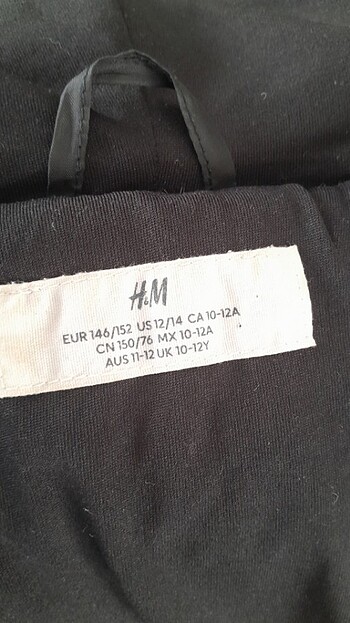 H&M
EUR 146/152 US 12/14 CA 10-12A
CN 150/76 MX 10-12A
AUS 11-12 UK 10-12Y